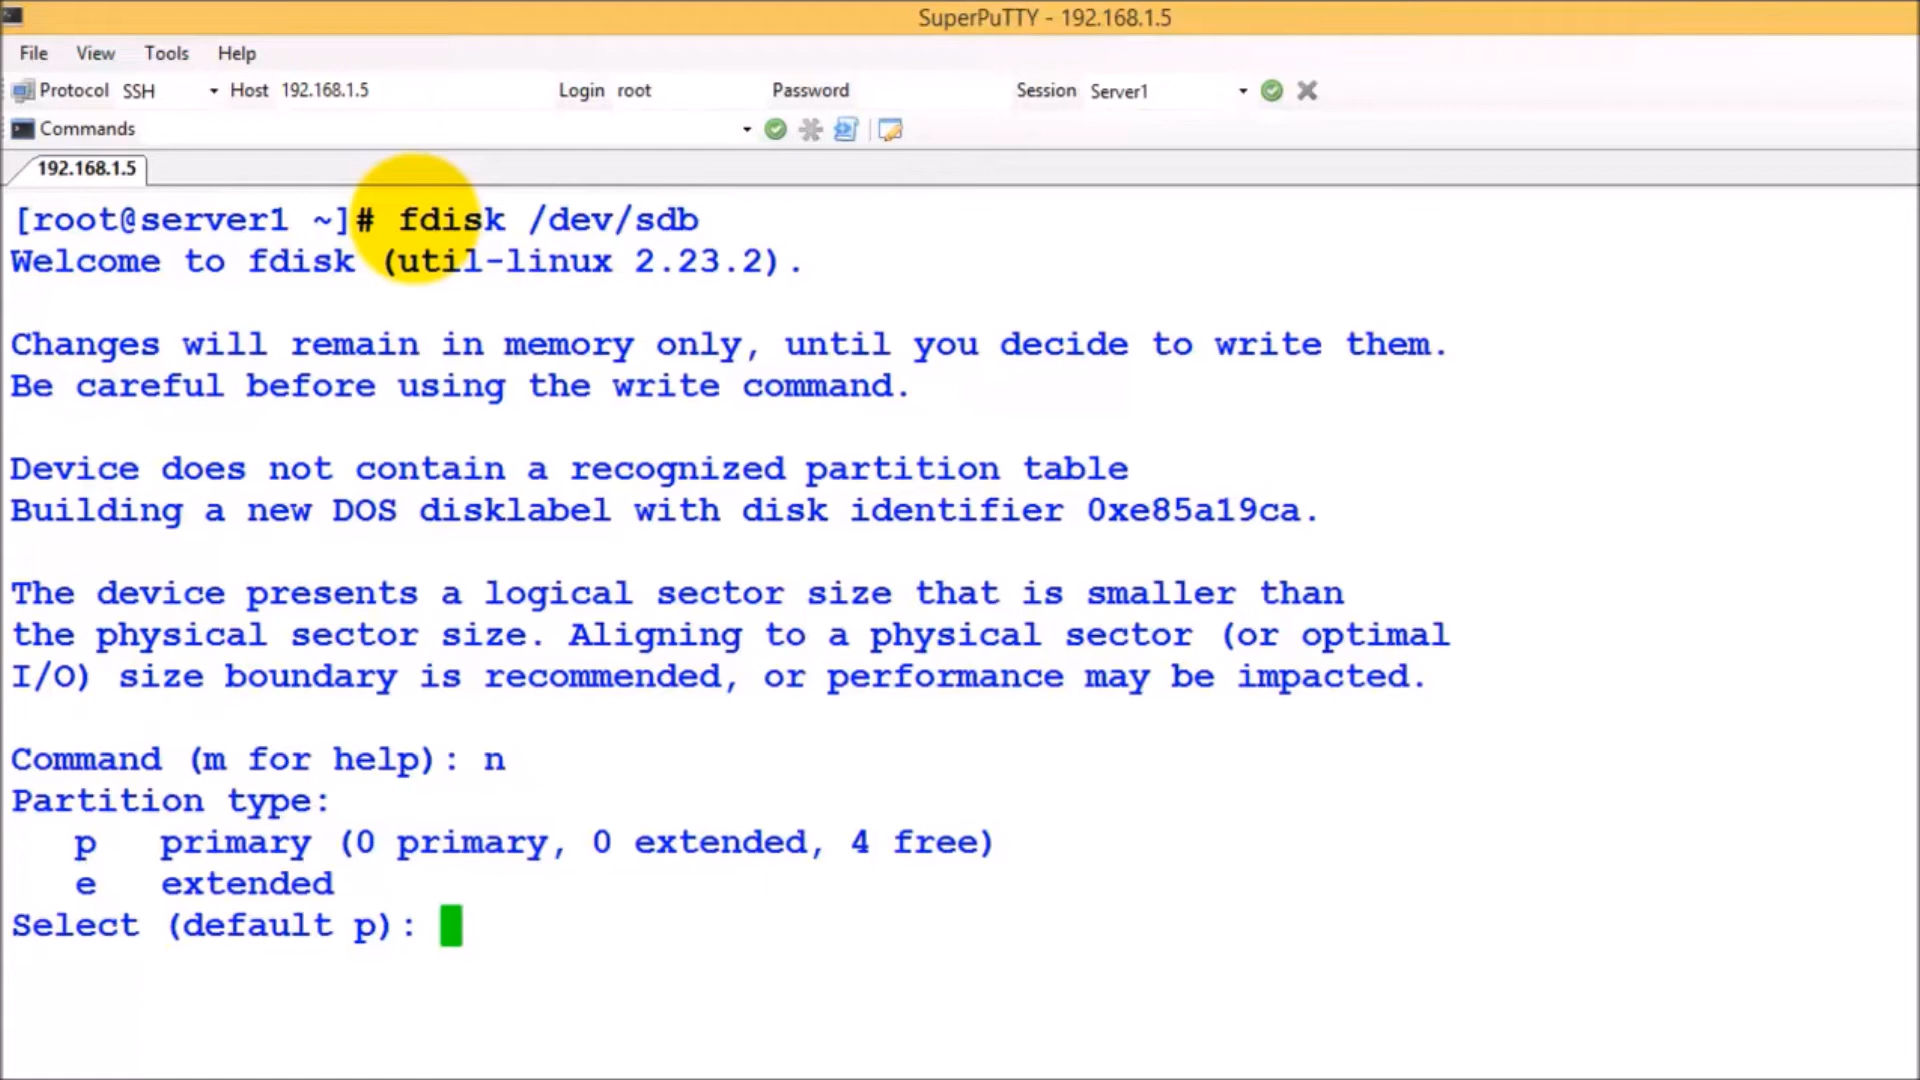 SuperPuTTY - 192.168.1.5
File View Tools Help
Protocol SSH Host 192.168.1.5 Login root Password Session Server1
Commands
192.168.1.5
[root@server1 ~]# fdisk /dev/sdb
Welcome to fdisk (util-linux 2.23.2).
Changes will remain in memory only, until you decide to write them.
Be careful before using the write command.
Device does not contain a recognized partition table
Building a new DOS disklabel with disk identifier 0xe85a19ca.
The device presents a logical sector size that is smaller than
the physical sector size. Aligning to a physical sector (or optimal
I/O) size boundary is recommended, or performance may be impacted.
Command (m for help): n
Partition type:
p primary (0 primary, 0 extended, 4 free)
e extended
Select (default p):